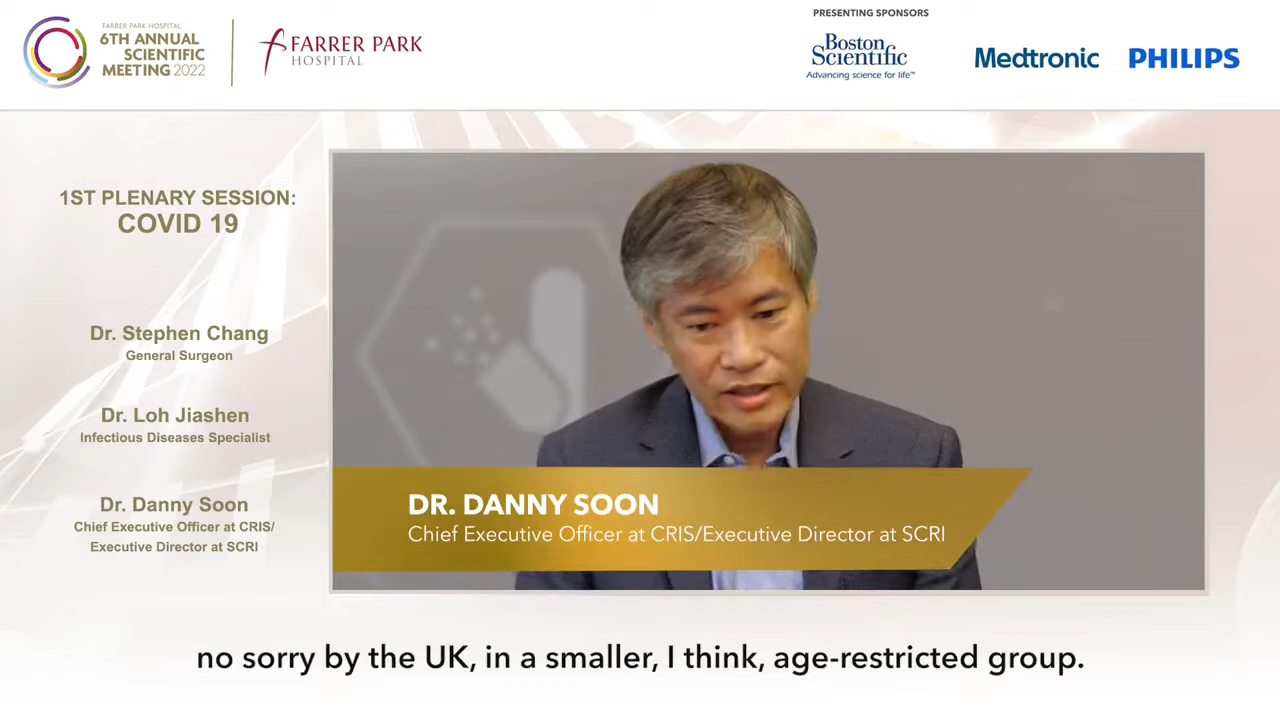 FARRER PARK HOSPITAL
6TH ANNUAL
SCIENTIFIC
MEETING 2022
FARRER PARK
HOSPITAL
PRESENTING SPONSORS
Boston
Scientific
Advancing science for life™
Medtronic
PHILIPS
1ST PLENARY SESSION:
COVID 19
Dr. Stephen Chang
General Surgeon
Dr. Loh Jiashen
Infectious Diseases Specialist
Dr. Danny Soon
Chief Executive Officer at CRIS/
Executive Director at SCRI
DR. DANNY SOON
Chief Executive Officer at CRIS/Executive Director at SCRI
no sorry by the UK, in a smaller, I think, age-restricted group.